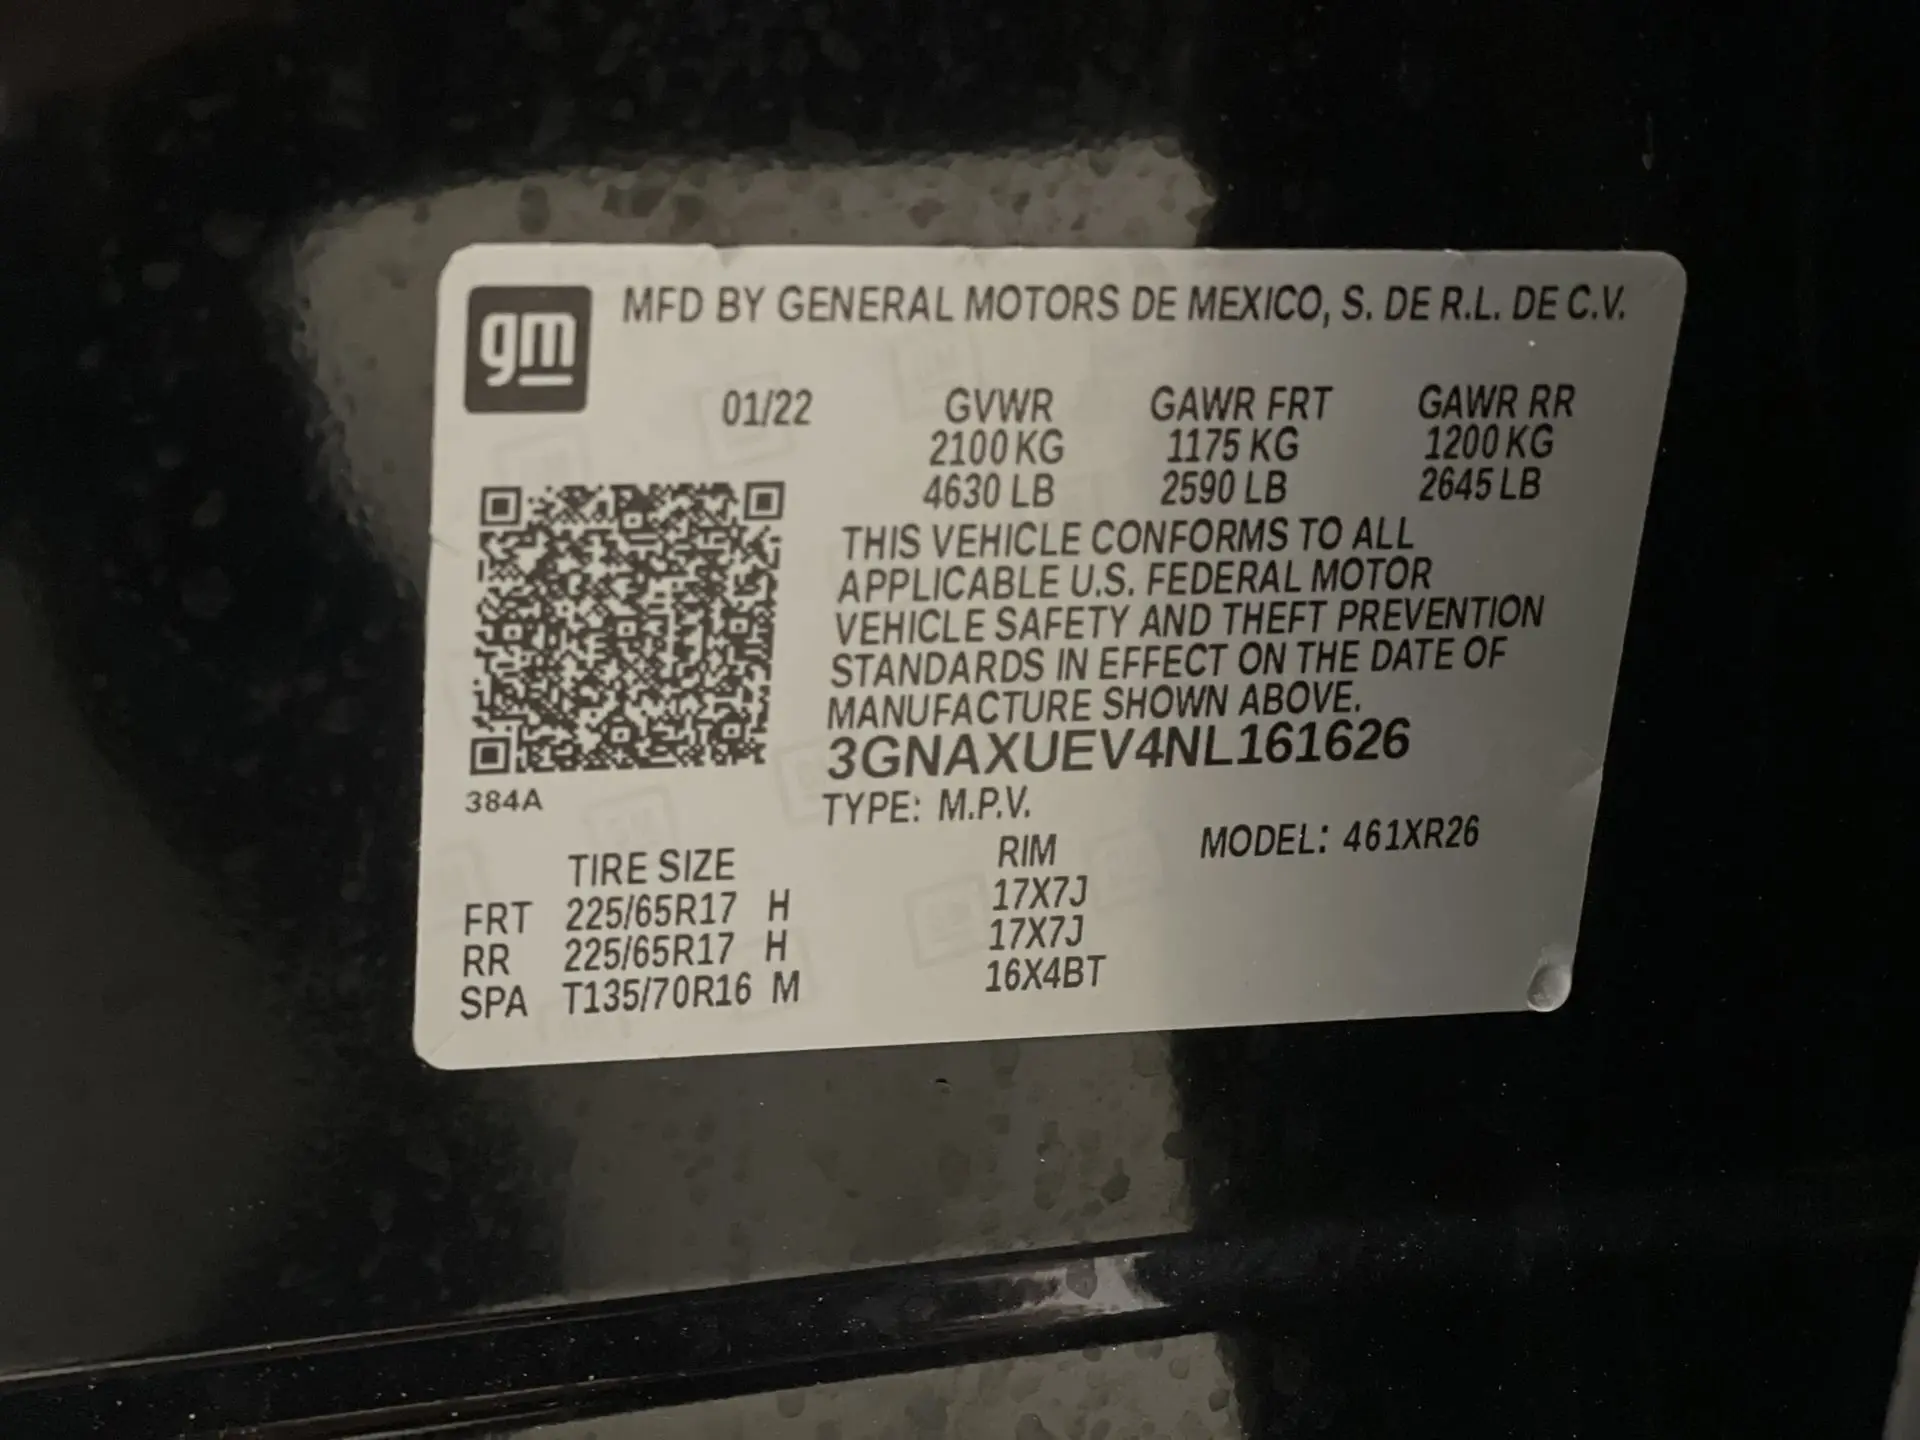 gm
MFD BY GENERAL MOTORS DE MEXICO, S. DE R.L. DE C.V.
01/22 GVWR GAWR FRT GAWR RR
2100 KG 1175 KG 1200 KG
4630 LB 2590 LB 2645 LB
THIS VEHICLE CONFORMS TO ALL
APPLICABLE U.S. FEDERAL MOTOR
VEHICLE SAFETY AND THEFT PREVENTION
STANDARDS IN EFFECT ON THE DATE OF
MANUFACTURE SHOWN ABOVE.
3GNAXUEV4NL161626
384A
TYPE: M.P.V.
MODEL: 461XR26
TIRE SIZE RIM
FRT 225/65R17 H 17X7J
RR 225/65R17 H 17X7J
SPA T135/70R16 M 16X4BT